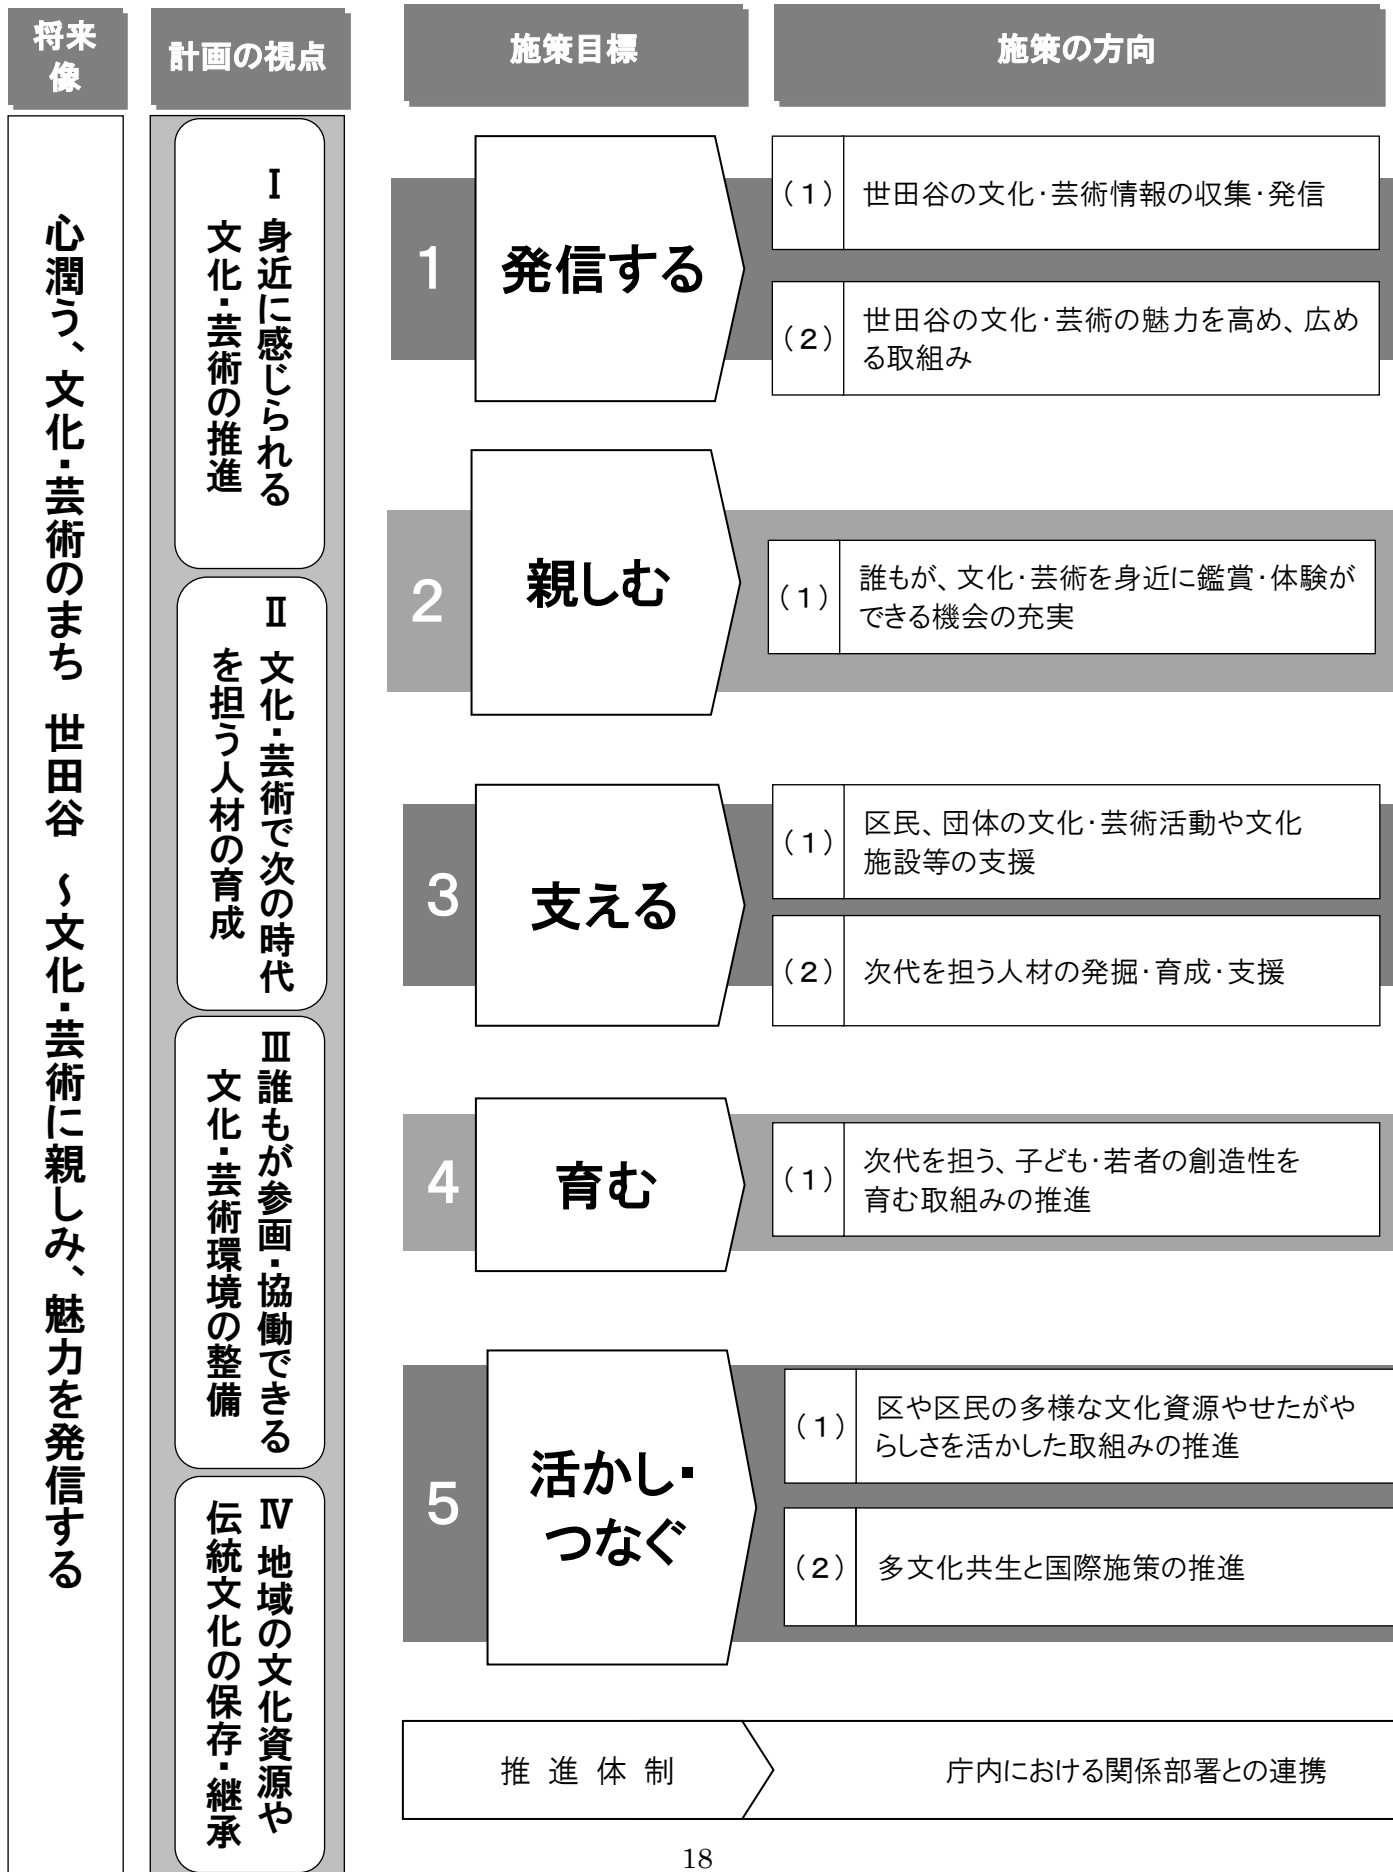 将来
像
計画の視点
施策目標
施策の方向
心潤う、文化・芸術のまち　世田谷　～文化・芸術に親しみ、魅力を発信する
Ⅰ 身近に感じられる
文化・芸術の推進
Ⅱ 文化・芸術で次の時代
を担う人材の育成
Ⅲ 誰もが参画・協働できる
文化・芸術環境の整備
Ⅳ 地域の文化資源や
伝統文化の保存・継承
1
発信する
（１） 世田谷の文化・芸術情報の収集・発信
（２） 世田谷の文化・芸術の魅力を高め、広め
る取組み
2
親しむ
（１） 誰もが、文化・芸術を身近に鑑賞・体験が
できる機会の充実
3
支える
（１） 区民、団体の文化・芸術活動や文化
施設等の支援
（２） 次代を担う人材の発掘・育成・支援
4
育む
（１） 次代を担う、子ども・若者の創造性を
育む取組みの推進
5
活かし・
つなぐ
（１） 区や区民の多様な文化資源やせたがや
らしさを活かした取組みの推進
（２） 多文化共生と国際施策の推進
推 進 体 制
庁内における関係部署との連携
18